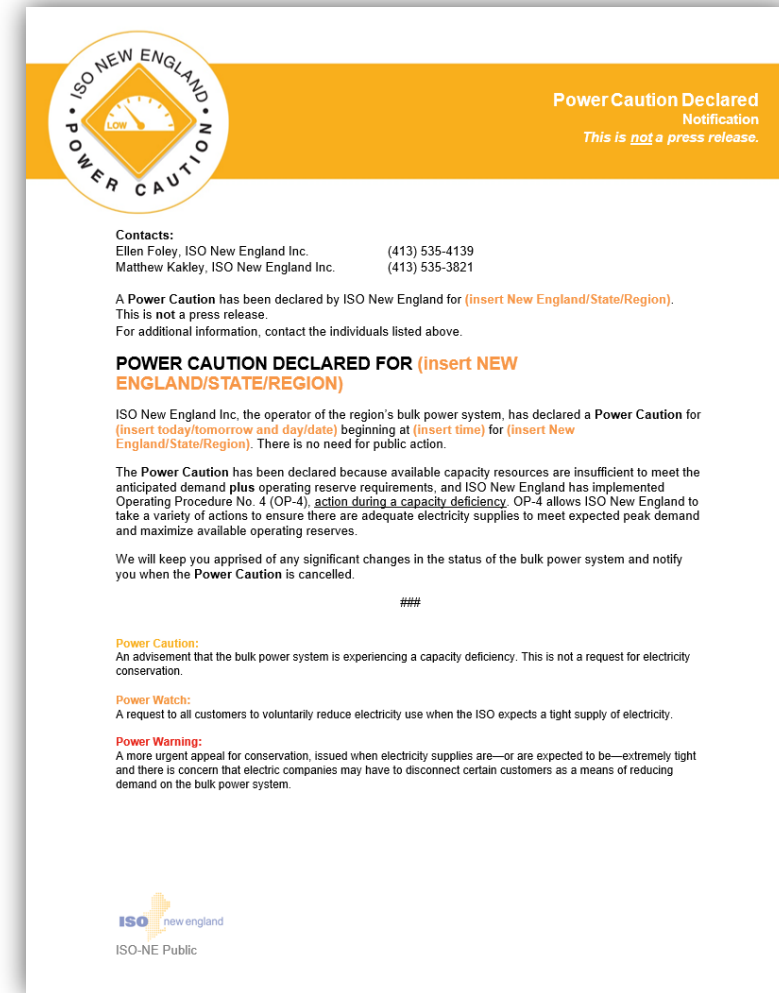 ISO NEW ENGLAND
LOW
POWER CAUTION
Power Caution Declared
Notification
This is not a press release.
Contacts:
Ellen Foley, ISO New England Inc. (413) 535-4139
Matthew Kakley, ISO New England Inc. (413) 535-3821
A Power Caution has been declared by ISO New England for (insert New England/State/Region).
This is not a press release.
For additional information, contact the individuals listed above.
POWER CAUTION DECLARED FOR (insert NEW
ENGLAND/STATE/REGION)
ISO New England Inc, the operator of the region's bulk power system, has declared a Power Caution for
(insert today/tomorrow and day/date) beginning at (insert time) for (insert New
England/State/Region). There is no need for public action.
The Power Caution has been declared because available capacity resources are insufficient to meet the
anticipated demand plus operating reserve requirements, and ISO New England has implemented
Operating Procedure No. 4 (OP-4), action during a capacity deficiency. OP-4 allows ISO New England to
take a variety of actions to ensure there are adequate electricity supplies to meet expected peak demand
and maximize available operating reserves.
We will keep you apprised of any significant changes in the status of the bulk power system and notify
you when the Power Caution is cancelled.
###
Power Caution:
An advisement that the bulk power system is experiencing a capacity deficiency. This is not a request for electricity
conservation.
Power Watch:
A request to all customers to voluntarily reduce electricity use when the ISO expects a tight supply of electricity.
Power Warning:
A more urgent appeal for conservation, issued when electricity supplies are—or are expected to be—extremely tight
and there is concern that electric companies may have to disconnect certain customers as a means of reducing
demand on the bulk power system.
ISO new england
ISO-NE Public